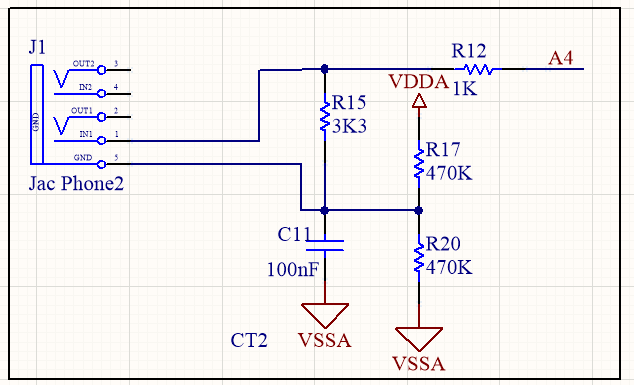 J1
OUT2 3
IN2 4
OUT1 2
IN1 1
GND 5
GND
Jac Phone2
R12
1K
A4
VDDA
R15
3K3
R17
470K
C11
100nF
R20
470K
CT2
VSSA
VSSA